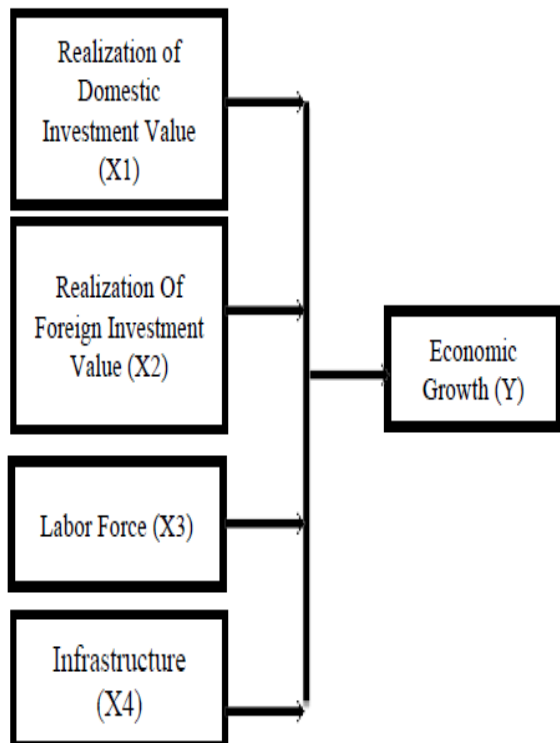 Realization of
Domestic
Investment Value
(X1)
Realization Of
Foreign Investment
Value (X2)
Labor Force (X3)
Infrastructure
(X4)
Economic
Growth (Y)